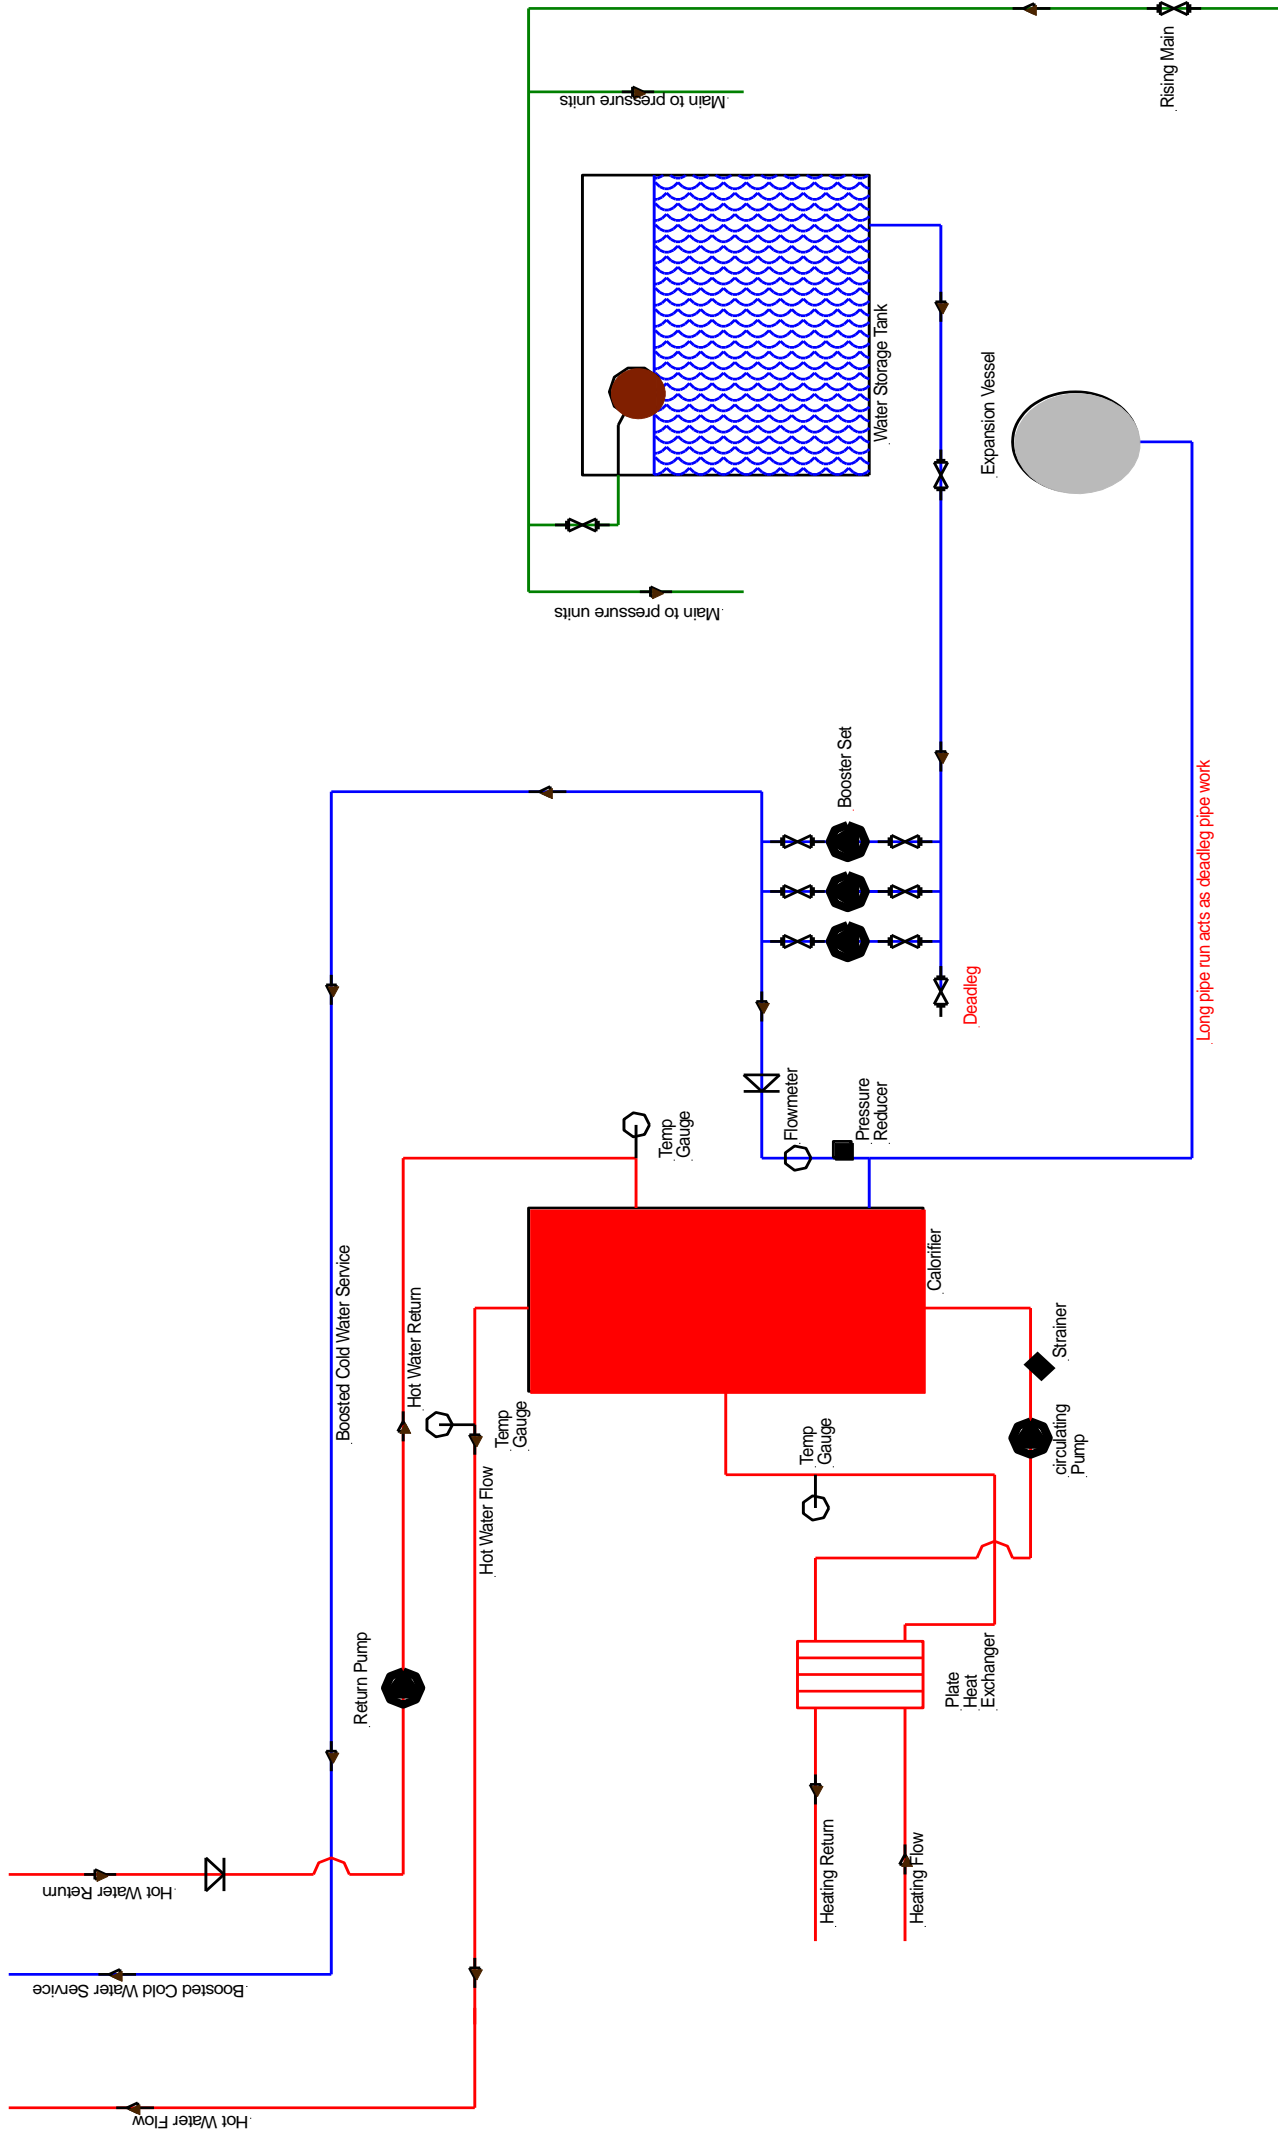 Rising Main
Main to pressure units
Water Storage Tank
Expansion Vessel
Main to pressure units
Booster Set
Long pipe run acts as deadleg pipe work
Deadleg
Flowmeter
Pressure
Reducer
Temp
Gauge
Calorifier
Boosted Cold Water Service
Hot Water Return
Temp
Gauge
Strainer
circulating
Pump
Temp
Gauge
Hot Water Flow
Return Pump
Plate
Heat
Exchanger
Heating Return
Heating Flow
Hot Water Return
Boosted Cold Water Service
Hot Water Flow